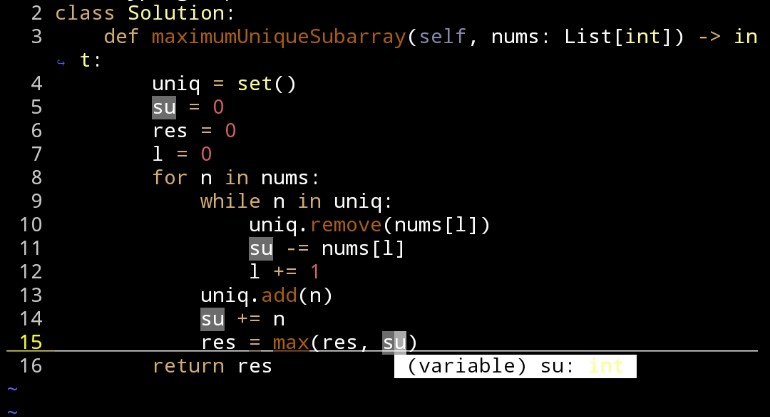 2 class Solution:
3     def maximumUniqueSubarray(self, nums: List[int]) -> in
↪ t:
4         uniq = set()
5         su = 0
6         res = 0
7         l = 0
8         for n in nums:
9             while n in uniq:
10                 uniq.remove(nums[l])
11                 su -= nums[l]
12                 l += 1
13             uniq.add(n)
14             su += n
15             res = max(res, su)
16         return res
(variable) su: int
~
~